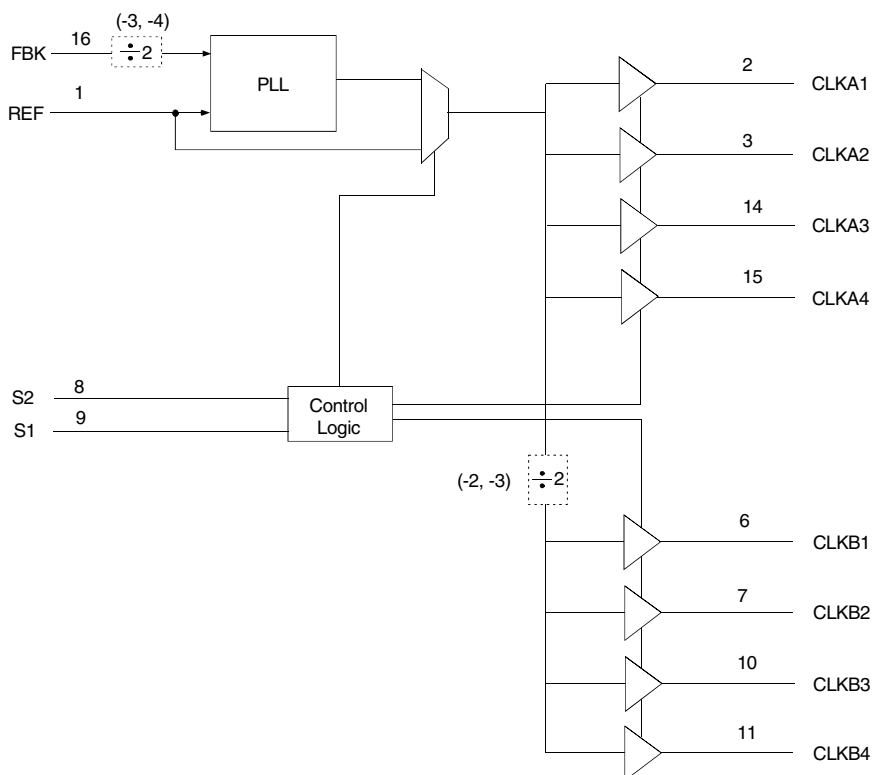 (-3, -4)
FBK 16 ÷2
PLL
REF 1
2 CLKA1
3 CLKA2
14 CLKA3
15 CLKA4
S2 8
S1 9
Control
Logic
(-2, -3) ÷2
6 CLKB1
7 CLKB2
10 CLKB3
11 CLKB4